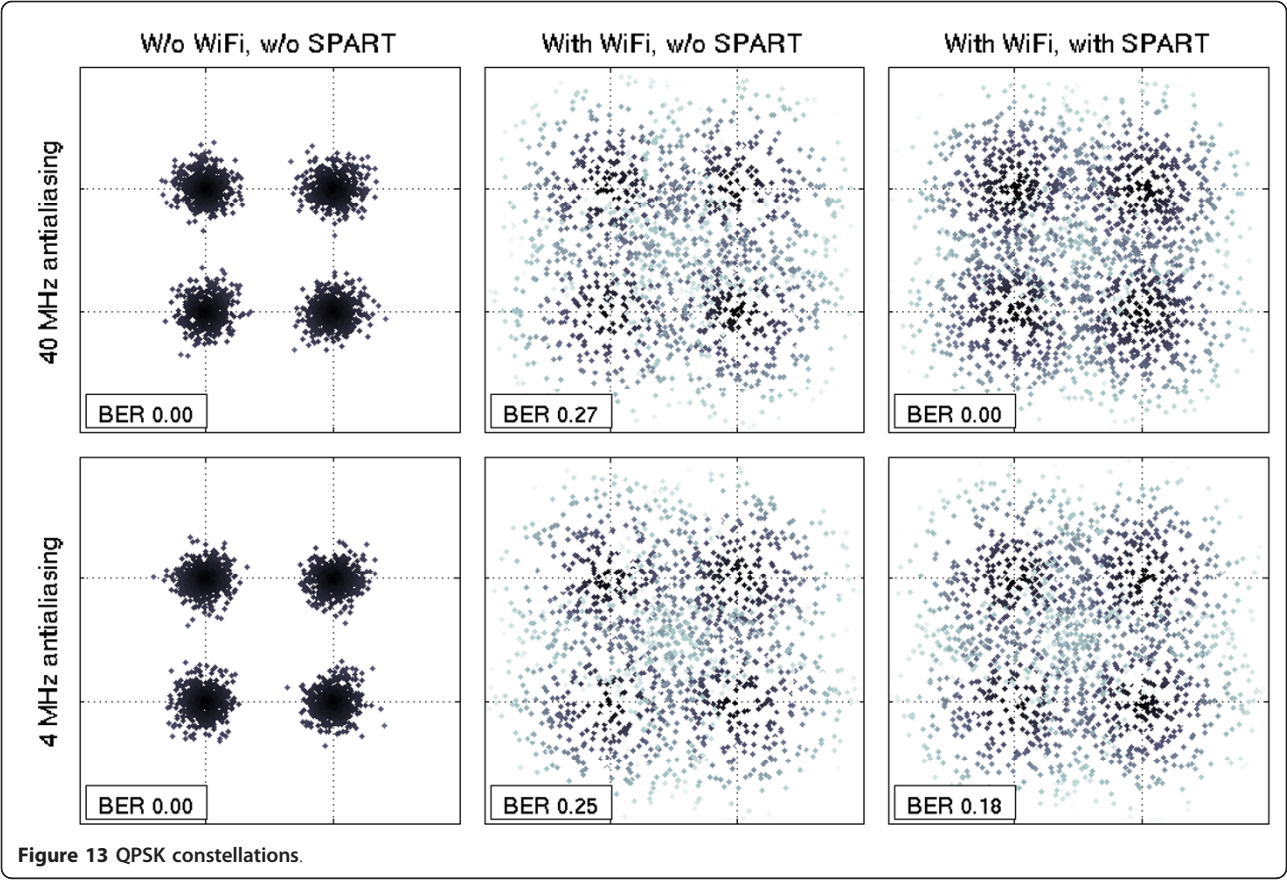 W/o WiFi, w/o SPART
With WiFi, w/o SPART
With WiFi, with SPART
40 MHz antialiasing
BER 0.00
BER 0.27
BER 0.00
4 MHz antialiasing
BER 0.00
BER 0.25
BER 0.18
Figure 13 QPSK constellations.